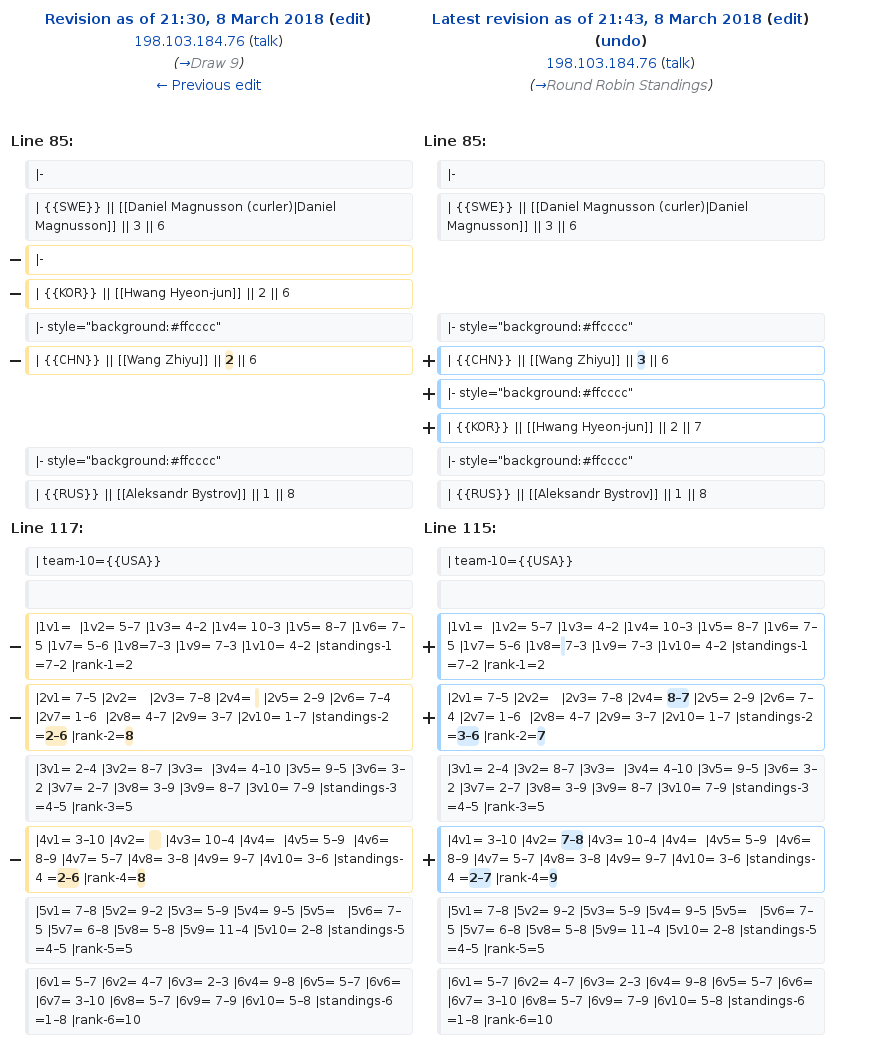 Revision as of 21:30, 8 March 2018 (edit)
198.103.184.76 (talk)
(→Draw 9)
← Previous edit
Latest revision as of 21:43, 8 March 2018 (edit)
(undo)
198.103.184.76 (talk)
(→Round Robin Standings)
Line 85:
Line 85:
|-
|-
| {{SWE}} || [[Daniel Magnusson (curler)|Daniel
Magnusson]] || 3 || 6
| {{SWE}} || [[Daniel Magnusson (curler)|Daniel
Magnusson]] || 3 || 6
− |-
− | {{KOR}} || [[Hwang Hyeon-jun]] || 2 || 6
|- style="background:#ffcccc"
|- style="background:#ffcccc"
− | {{CHN}} || [[Wang Zhiyu]] || 2 || 6
+ | {{CHN}} || [[Wang Zhiyu]] || 3 || 6
+ |- style="background:#ffcccc"
+ | {{KOR}} || [[Hwang Hyeon-jun]] || 2 || 7
|- style="background:#ffcccc"
|- style="background:#ffcccc"
| {{RUS}} || [[Aleksandr Bystrov]] || 1 || 8
| {{RUS}} || [[Aleksandr Bystrov]] || 1 || 8
Line 117:
Line 115:
| team-10={{USA}}
| team-10={{USA}}
− |1v1=  |1v2= 5–7 |1v3= 4–2 |1v4= 10–3 |1v5= 8–7 |1v6= 7–
5 |1v7= 5–6 |1v8=7–3 |1v9= 7–3 |1v10= 4–2 |standings-1
=7–2 |rank-1=2
+ |1v1=  |1v2= 5–7 |1v3= 4–2 |1v4= 10–3 |1v5= 8–7 |1v6= 7–
5 |1v7= 5–6 |1v8= 7–3 |1v9= 7–3 |1v10= 4–2 |standings-1
=7–2 |rank-1=2
− |2v1= 7–5 |2v2=   |2v3= 7–8 |2v4=   |2v5= 2–9 |2v6= 7–4
|2v7= 1–6  |2v8= 4–7 |2v9= 3–7 |2v10= 1–7 |standings-2
=2–6 |rank-2=8
+ |2v1= 7–5 |2v2=   |2v3= 7–8 |2v4= 8–7 |2v5= 2–9 |2v6= 7–
4 |2v7= 1–6  |2v8= 4–7 |2v9= 3–7 |2v10= 1–7 |standings-2
=3–6 |rank-2=7
|3v1= 2–4 |3v2= 8–7 |3v3=  |3v4= 4–10 |3v5= 9–5 |3v6= 3–
2 |3v7= 2–7 |3v8= 3–9 |3v9= 8–7 |3v10= 7–9 |standings-3
=4–5 |rank-3=5
|3v1= 2–4 |3v2= 8–7 |3v3=  |3v4= 4–10 |3v5= 9–5 |3v6= 3–
2 |3v7= 2–7 |3v8= 3–9 |3v9= 8–7 |3v10= 7–9 |standings-3
=4–5 |rank-3=5
− |4v1= 3–10 |4v2=    |4v3= 10–4 |4v4=  |4v5= 5–9  |4v6=
8–9 |4v7= 5–7 |4v8= 3–8 |4v9= 9–7 |4v10= 3–6 |standings-
4 =2–6 |rank-4=8
+ |4v1= 3–10 |4v2= 7–8 |4v3= 10–4 |4v4=  |4v5= 5–9  |4v6=
8–9 |4v7= 5–7 |4v8= 3–8 |4v9= 9–7 |4v10= 3–6 |standings-
4 =2–7 |rank-4=9
|5v1= 7–8 |5v2= 9–2 |5v3= 5–9 |5v4= 9–5 |5v5=   |5v6= 7–
5 |5v7= 6–8 |5v8= 5–8 |5v9= 11–4 |5v10= 2–8 |standings-5
=4–5 |rank-5=5
|5v1= 7–8 |5v2= 9–2 |5v3= 5–9 |5v4= 9–5 |5v5=   |5v6= 7–
5 |5v7= 6–8 |5v8= 5–8 |5v9= 11–4 |5v10= 2–8 |standings-5
=4–5 |rank-5=5
|6v1= 5–7 |6v2= 4–7 |6v3= 2–3 |6v4= 9–8 |6v5= 5–7 |6v6=
|6v7= 3–10 |6v8= 5–7 |6v9= 7–9 |6v10= 5–8 |standings-6
=1–8 |rank-6=10
|6v1= 5–7 |6v2= 4–7 |6v3= 2–3 |6v4= 9–8 |6v5= 5–7 |6v6=
|6v7= 3–10 |6v8= 5–7 |6v9= 7–9 |6v10= 5–8 |standings-6
=1–8 |rank-6=10